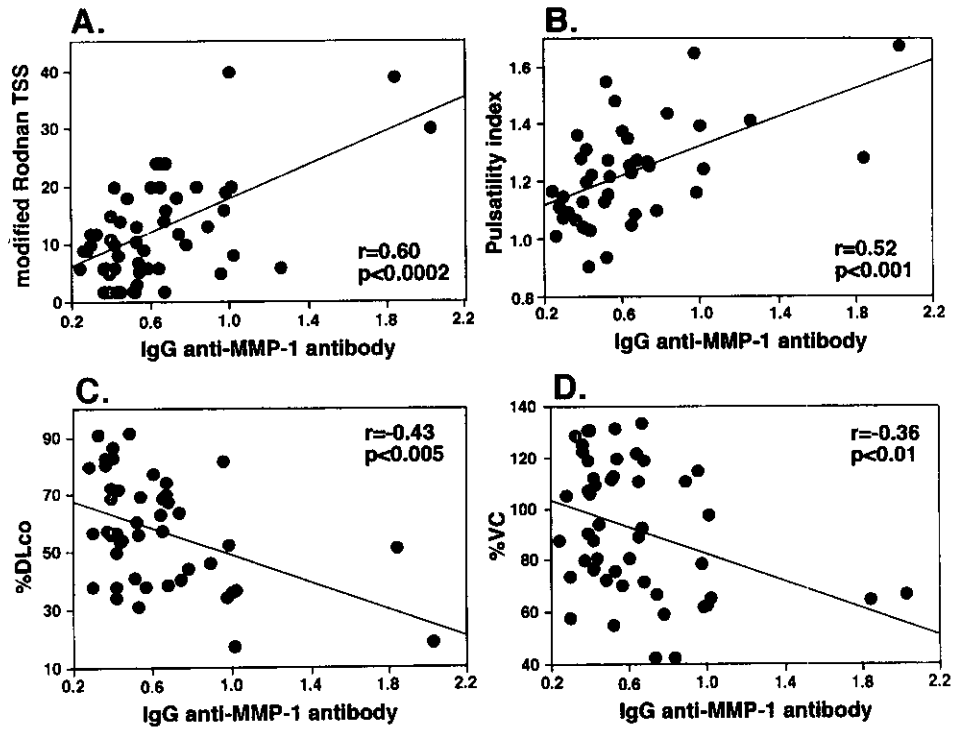 A.
modified Rodnan TSS
40
30
20
10
0
r=0.60
p<0.0002
0.2 0.6 1.0 1.4 1.8 2.2
IgG anti-MMP-1 antibody
B.
Pulsatility index
1.6
1.4
1.2
1.0
0.8
r=0.52
p<0.001
0.2 0.6 1.0 1.4 1.8 2.2
IgG anti-MMP-1 antibody
C.
%DLco
90
70
50
30
10
r=-0.43
p<0.005
0.2 0.6 1.0 1.4 1.8 2.2
IgG anti-MMP-1 antibody
D.
%VC
140
120
100
80
60
40
r=-0.36
p<0.01
0.2 0.6 1.0 1.4 1.8 2.2
IgG anti-MMP-1 antibody